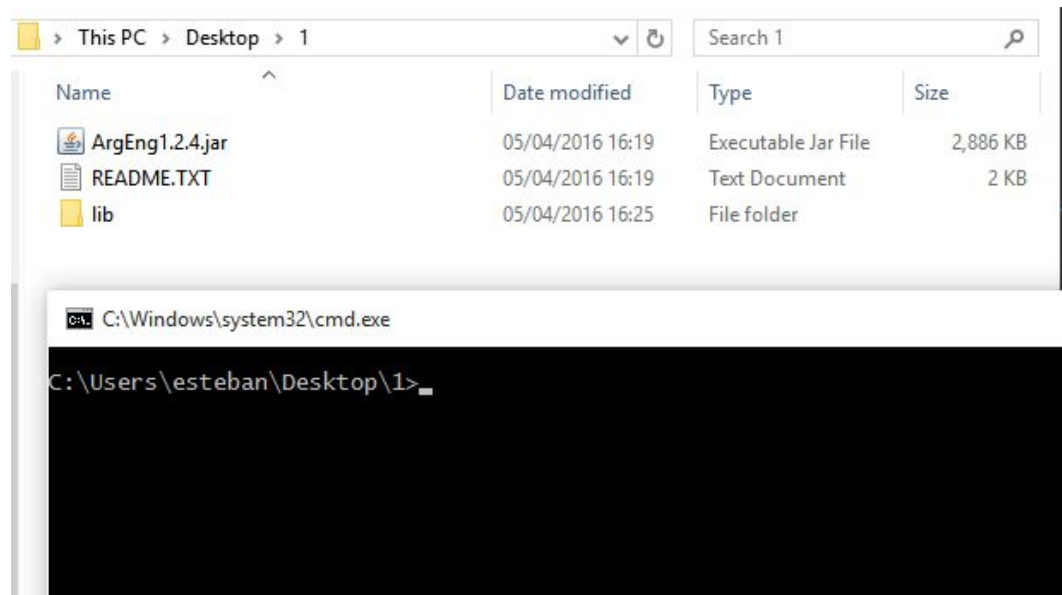 This PC > Desktop > 1
Search 1
Name Date modified Type Size
ArgEng1.2.4.jar 05/04/2016 16:19 Executable Jar File 2,886 KB
README.TXT 05/04/2016 16:19 Text Document 2 KB
lib 05/04/2016 16:25 File folder
C:\Windows\system32\cmd.exe
C:\Users\esteban\Desktop\1>_